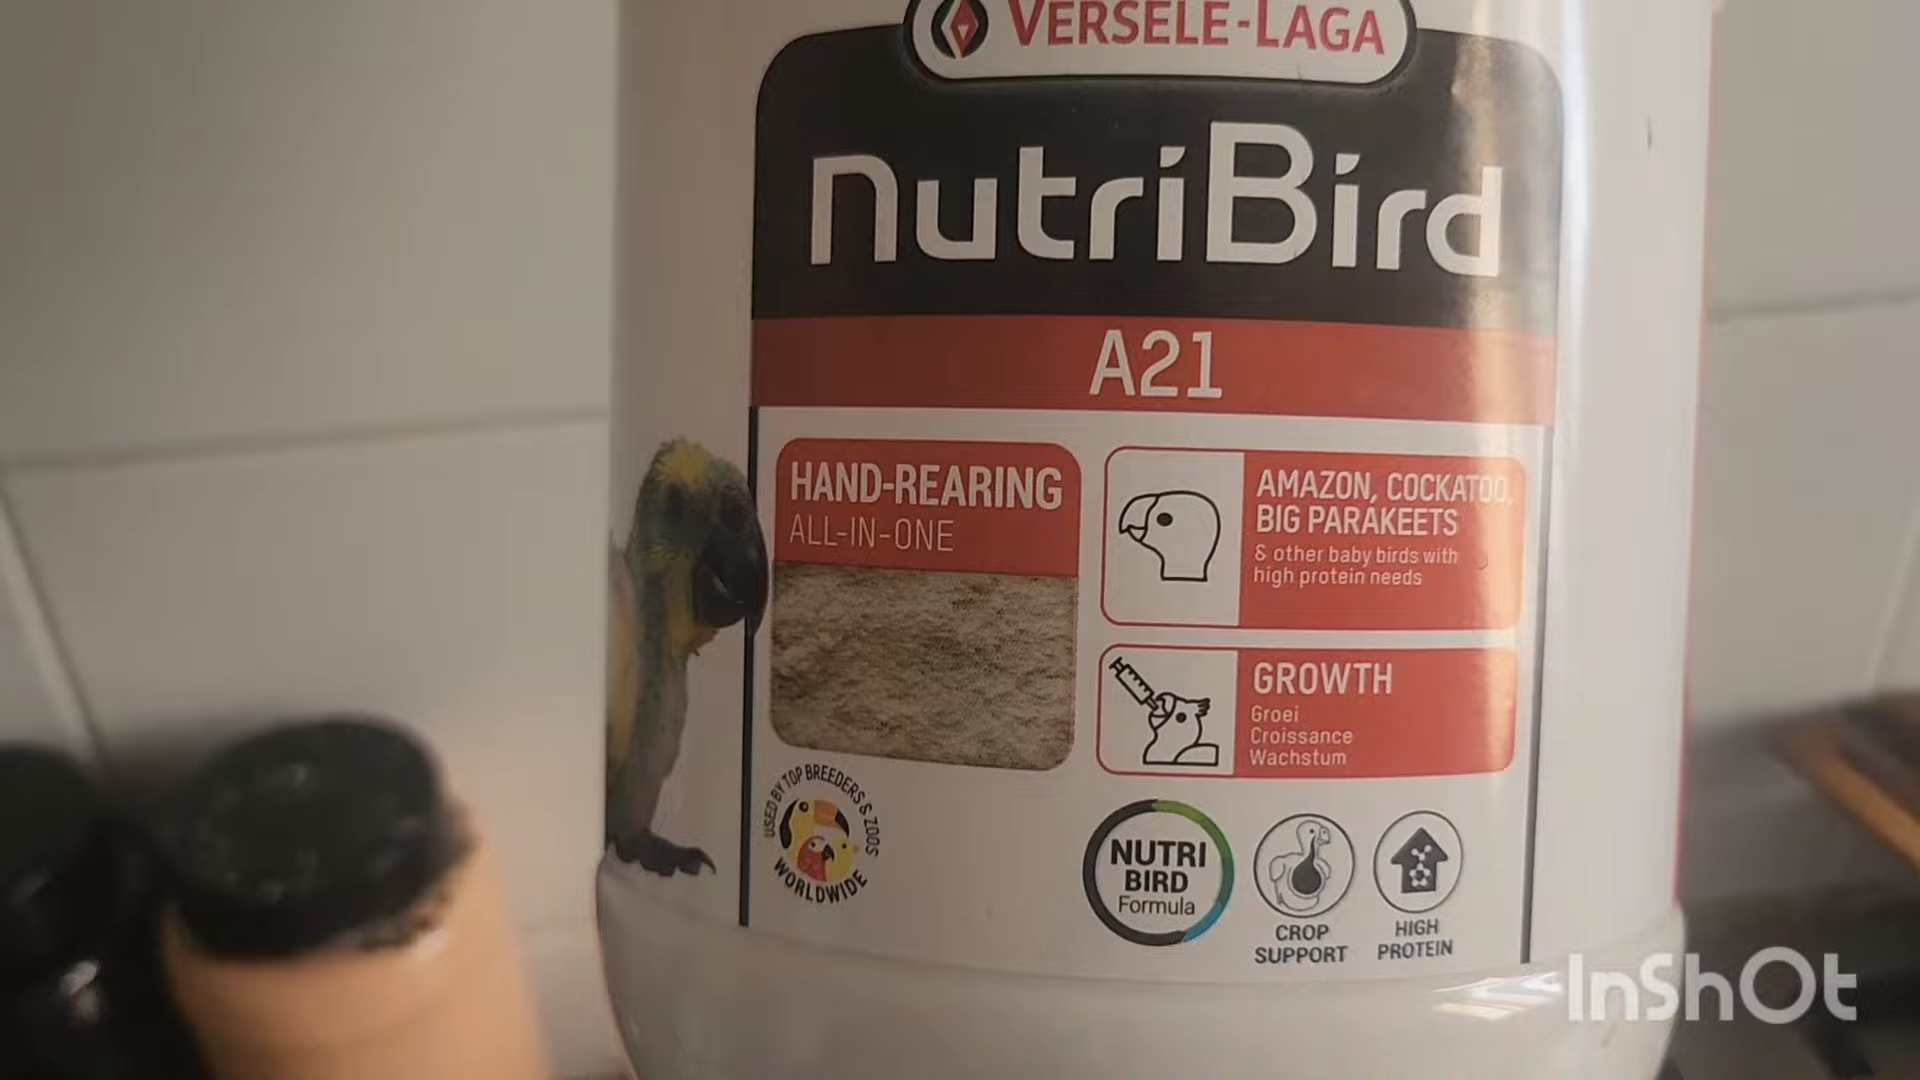 VERSELE-LAGA
nutriBird
A21
HAND-REARING
ALL-IN-ONE
AMAZON, COCKATOO,
BIG PARAKEETS
& other baby birds with
high protein needs
GROWTH
Groei
Croissance
Wachstum
USED BY TOP BREEDERS & ZOOS
WORLDWIDE
NUTRI
BIRD
Formula
CROP
SUPPORT
HIGH
PROTEIN
InShOt